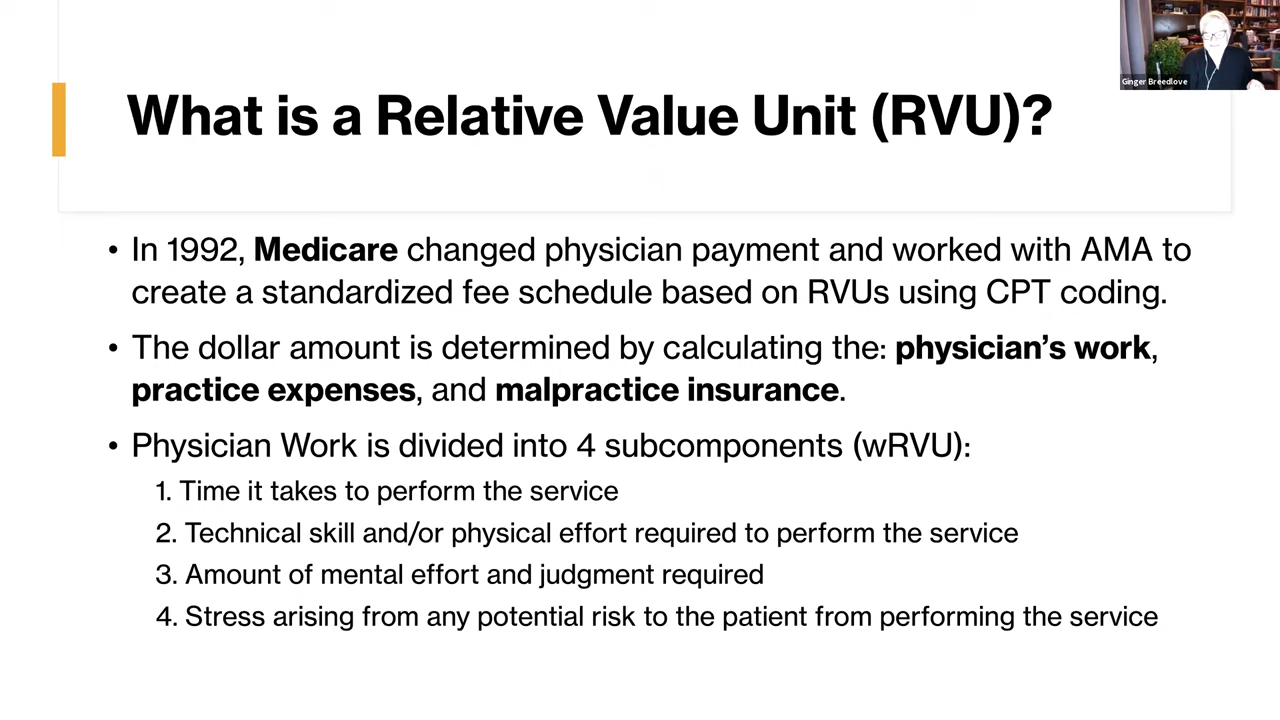 What is a Relative Value Unit (RVU)?
Ginger Breedlove
• In 1992, Medicare changed physician payment and worked with AMA to
create a standardized fee schedule based on RVUs using CPT coding.
• The dollar amount is determined by calculating the: physician’s work,
practice expenses, and malpractice insurance.
• Physician Work is divided into 4 subcomponents (wRVU):
1. Time it takes to perform the service
2. Technical skill and/or physical effort required to perform the service
3. Amount of mental effort and judgment required
4. Stress arising from any potential risk to the patient from performing the service